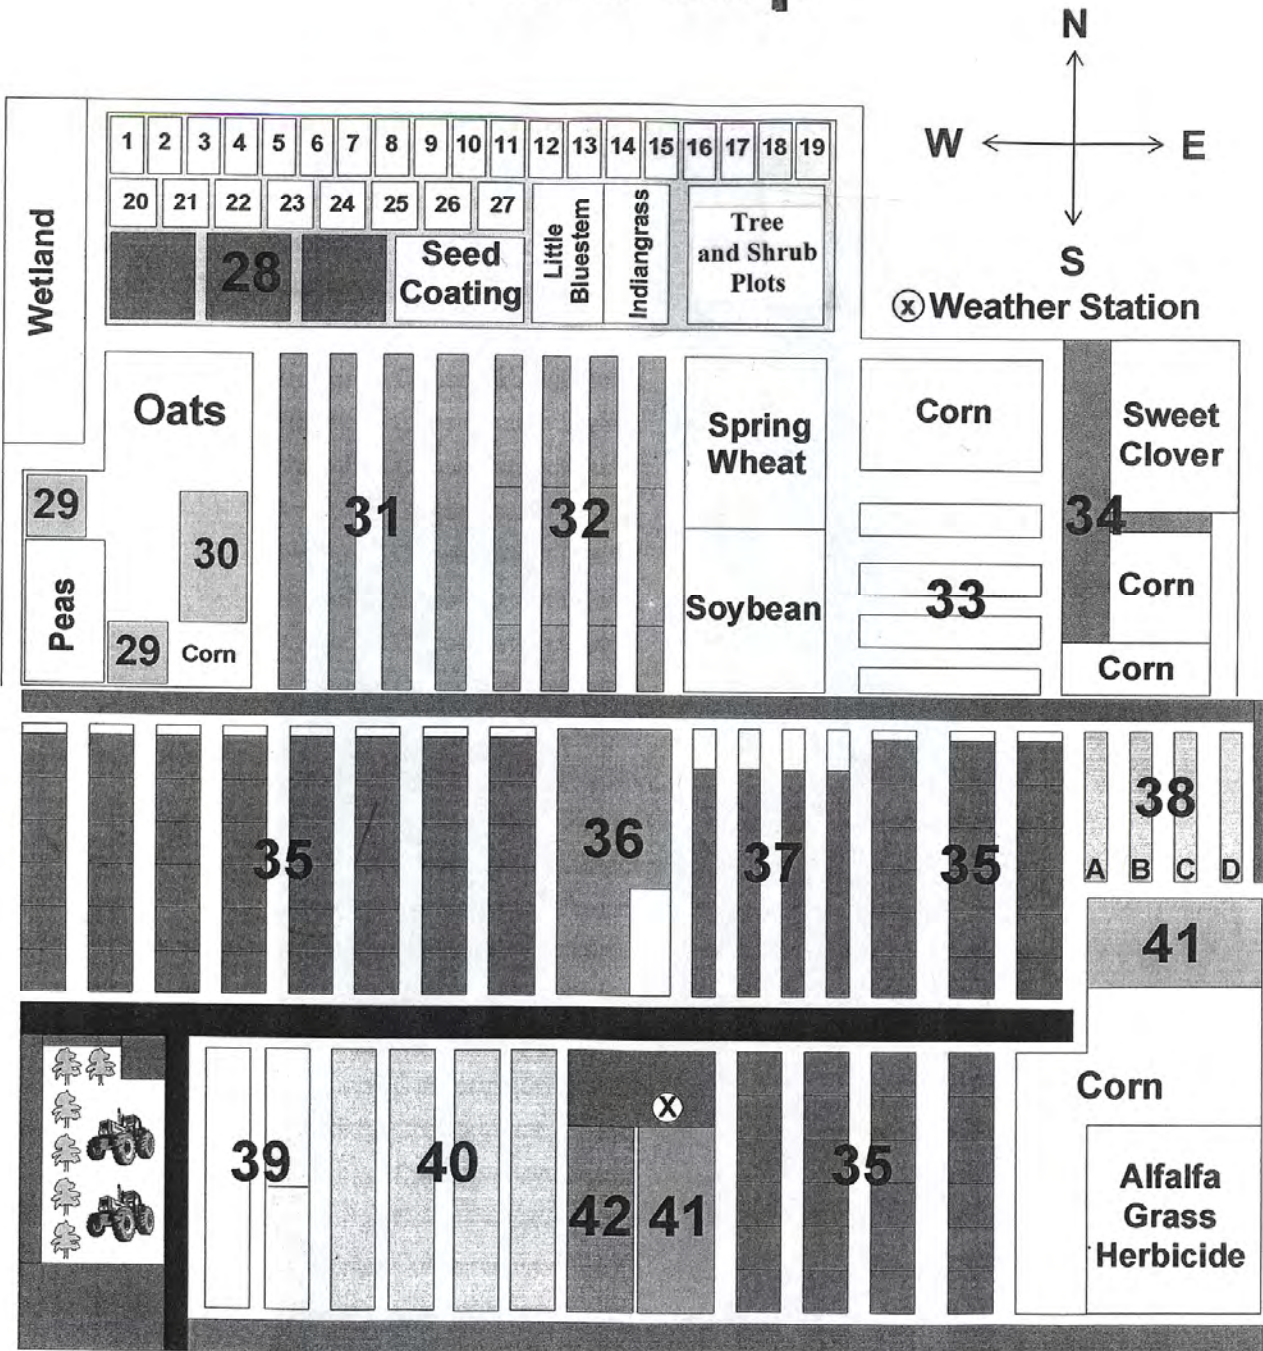 N
W E
S
ⓧ Weather Station
1 2 3 4 5 6 7 8 9 10 11 12 13 14 15 16 17 18 19
20 21 22 23 24 25 26 27
28
Seed
Coating
Little
Bluestem
Indiangrass
Tree
and Shrub
Plots
Wetland
Oats
29
30
Peas
29
Corn
31
32
Spring
Wheat
Soybean
Corn
33
34
Sweet
Clover
Corn
Corn
35
36
37
35
38
A B C D
41
39
40
X
42
41
35
Corn
Alfalfa
Grass
Herbicide